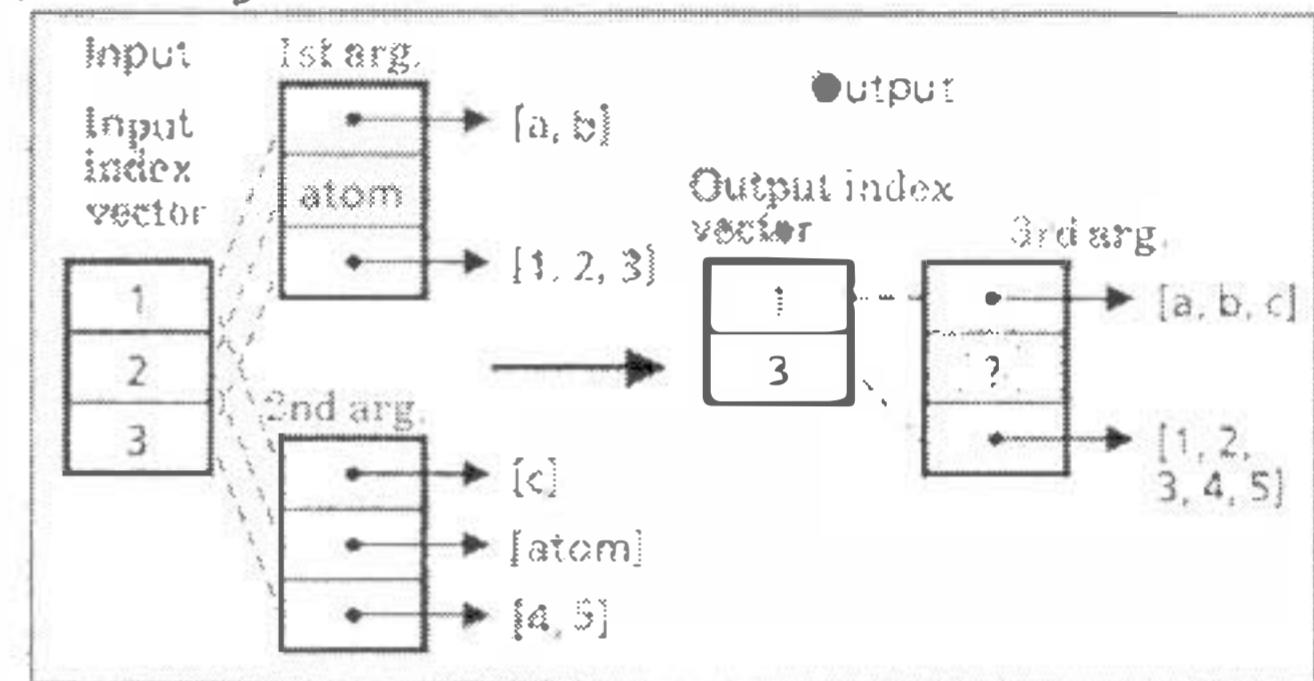 Input
Input
index
vector
1
2
3
1st arg.
[a, b]
atom
[1, 2, 3]
2nd arg.
[c]
[atom]
[4, 5]
Output
Output index
vector
1
3
3rd arg.
[a, b, c]
?
[1, 2,
3, 4, 5]